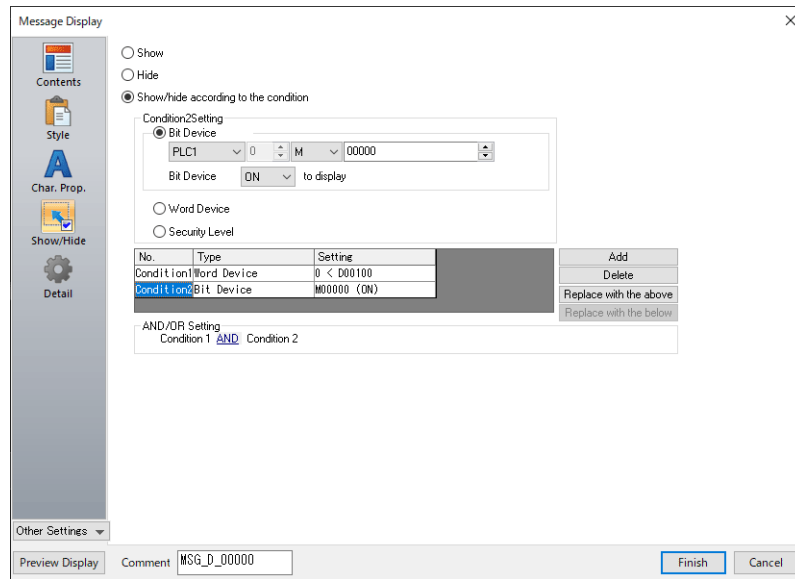 Message Display
Contents
Style
Char. Prop.
Show/Hide
Detail
Other Settings
Show
Hide
Show/hide according to the condition
Condition2Setting
Bit Device
PLC1 0 M 00000
Bit Device ON to display
Word Device
Security Level
No. Type Setting
Condition1 Word Device 0 < D00100
Condition2 Bit Device M00000 (ON)
Add
Delete
Replace with the above
Replace with the below
AND/OR Setting
Condition 1 AND Condition 2
Preview Display Comment MSG_D_00000 Finish Cancel